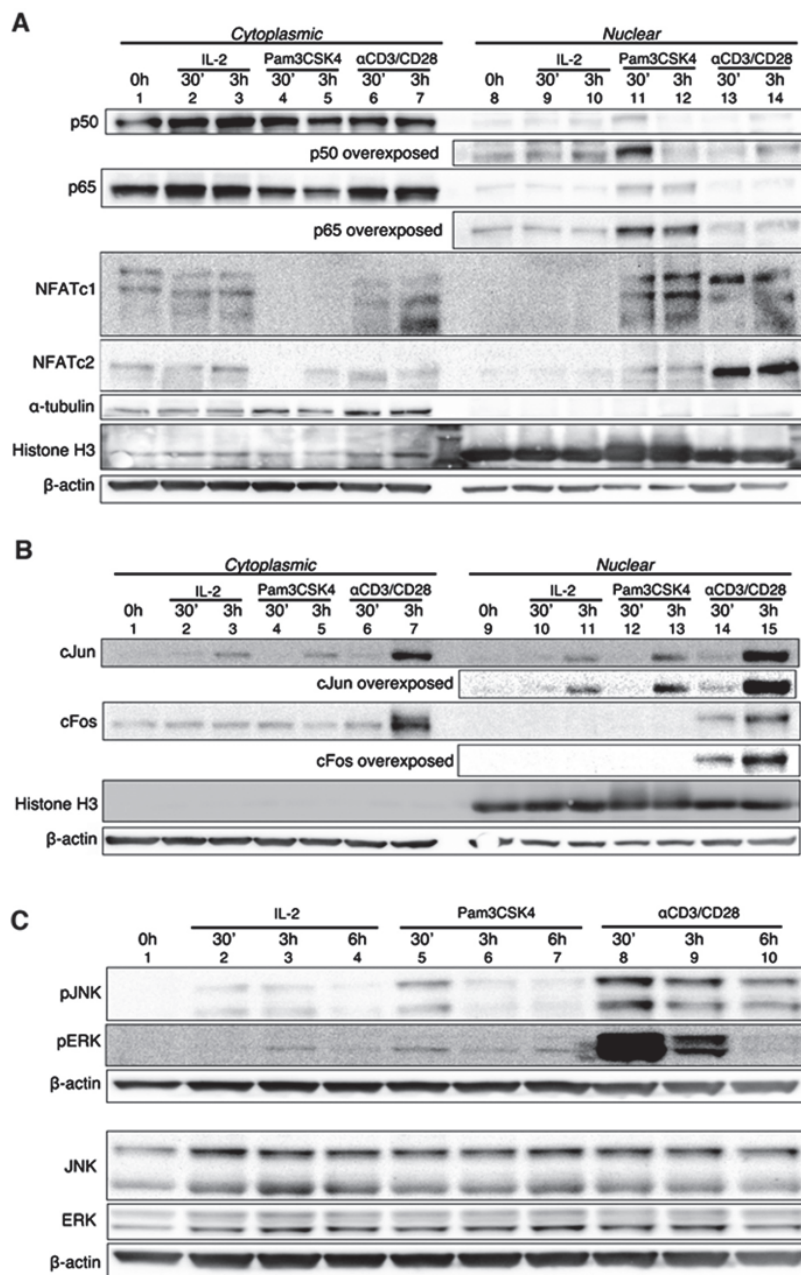 A
Cytoplasmic Nuclear
IL-2 Pam3CSK4 αCD3/CD28 IL-2 Pam3CSK4 αCD3/CD28
0h 30' 3h 30' 3h 30' 3h 0h 30' 3h 30' 3h 30' 3h
1 2 3 4 5 6 7 8 9 10 11 12 13 14
p50
p50 overexposed
p65
p65 overexposed
NFATc1
NFATc2
α-tubulin
Histone H3
β-actin
B
Cytoplasmic Nuclear
IL-2 Pam3CSK4 αCD3/CD28 IL-2 Pam3CSK4 αCD3/CD28
0h 30' 3h 30' 3h 30' 3h 0h 30' 3h 30' 3h 30' 3h
1 2 3 4 5 6 7 9 10 11 12 13 14 15
cJun
cJun overexposed
cFos
cFos overexposed
Histone H3
β-actin
C
IL-2 Pam3CSK4 αCD3/CD28
0h 30' 3h 6h 30' 3h 6h 30' 3h 6h
1 2 3 4 5 6 7 8 9 10
pJNK
pERK
β-actin
JNK
ERK
β-actin